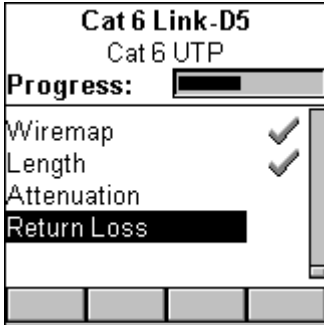 Cat 6 Link-D5
Cat 6 UTP
Progress:
Wiremap
Length
Attenuation
Return Loss